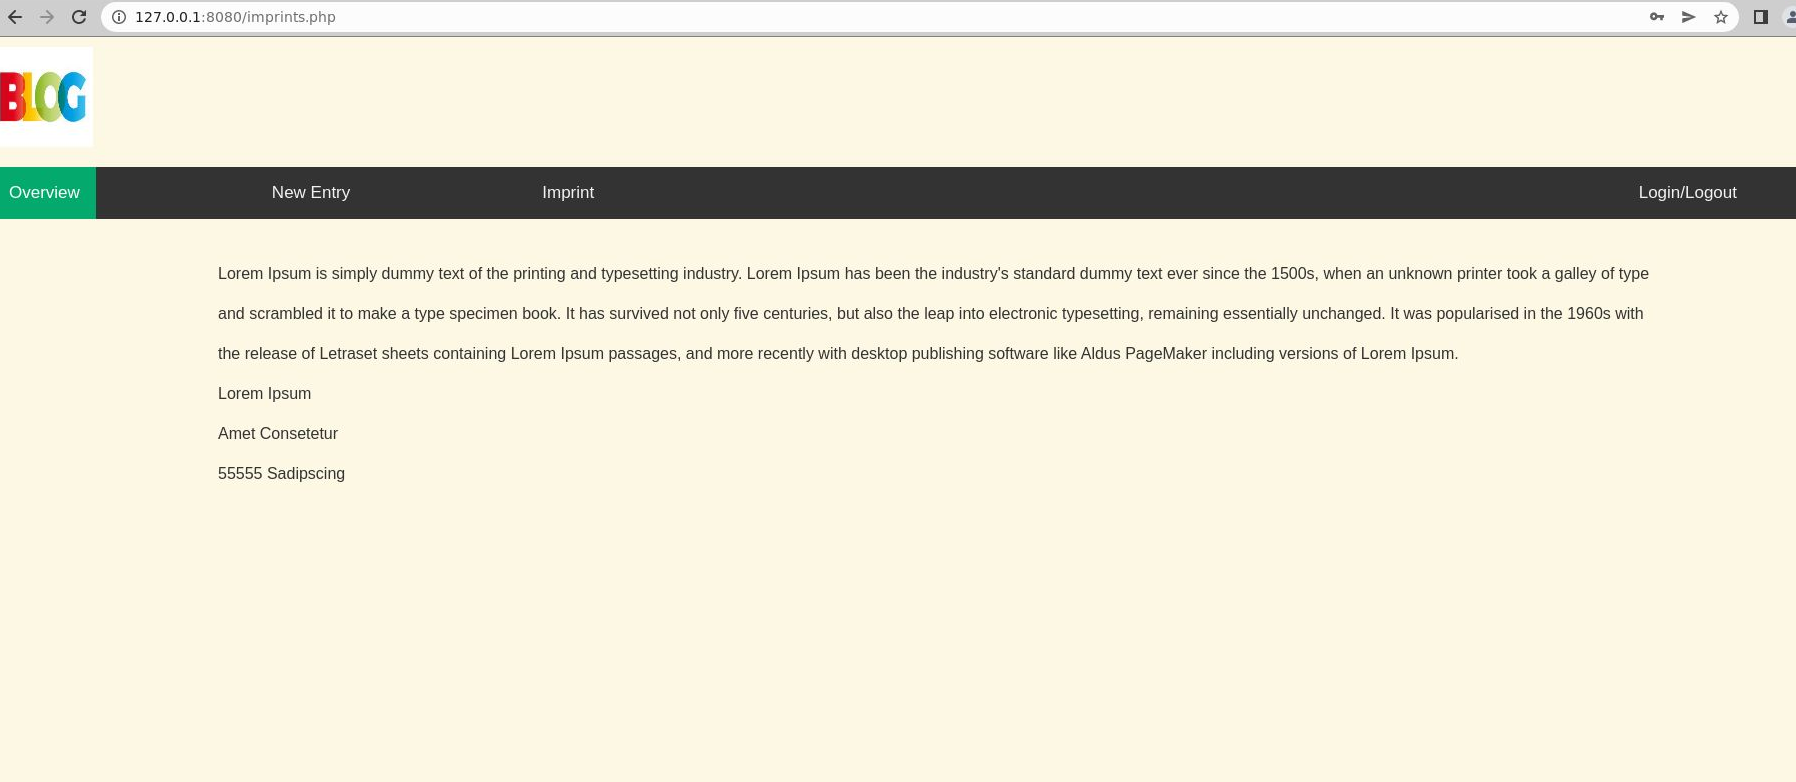 127.0.0.1:8080/imprints.php
BLOG
Overview New Entry Imprint Login/Logout
Lorem Ipsum is simply dummy text of the printing and typesetting industry. Lorem Ipsum has been the industry's standard dummy text ever since the 1500s, when an unknown printer took a galley of type
and scrambled it to make a type specimen book. It has survived not only five centuries, but also the leap into electronic typesetting, remaining essentially unchanged. It was popularised in the 1960s with
the release of Letraset sheets containing Lorem Ipsum passages, and more recently with desktop publishing software like Aldus PageMaker including versions of Lorem Ipsum.
Lorem Ipsum
Amet Consetetur
55555 Sadipscing